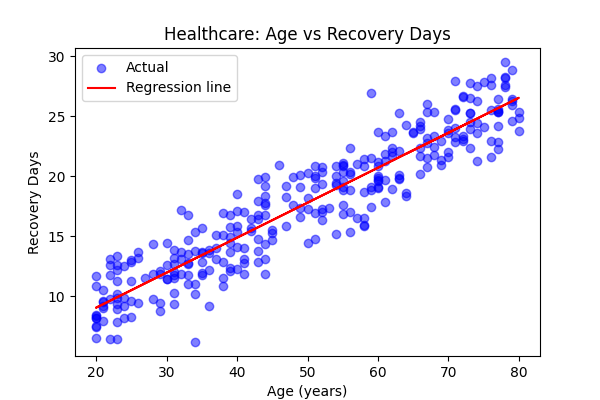 Healthcare: Age vs Recovery Days
Actual
Regression line
Recovery Days
30
25
20
15
10
20 30 40 50 60 70 80
Age (years)